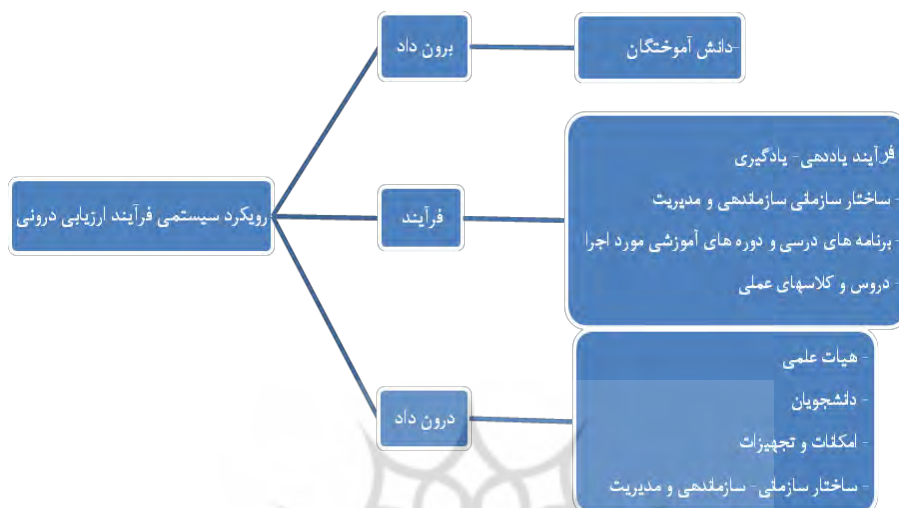 رویکرد سیستمی فرآیند ارزیابی درونی
برون داد
-دانش آموختگان
فرآیند
فرآیند یاددهی- یادگیری
- ساختار سازمانی سازماندهی و مدیریت
- برنامه های درسی و دوره های آموزشی مورد اجرا
- دروس و کلاسهای عملی
درون داد
- هیات علمی
- دانشجویان
- امکانات و تجهیزات
- ساختار سازمانی- سازماندهی و مدیریت